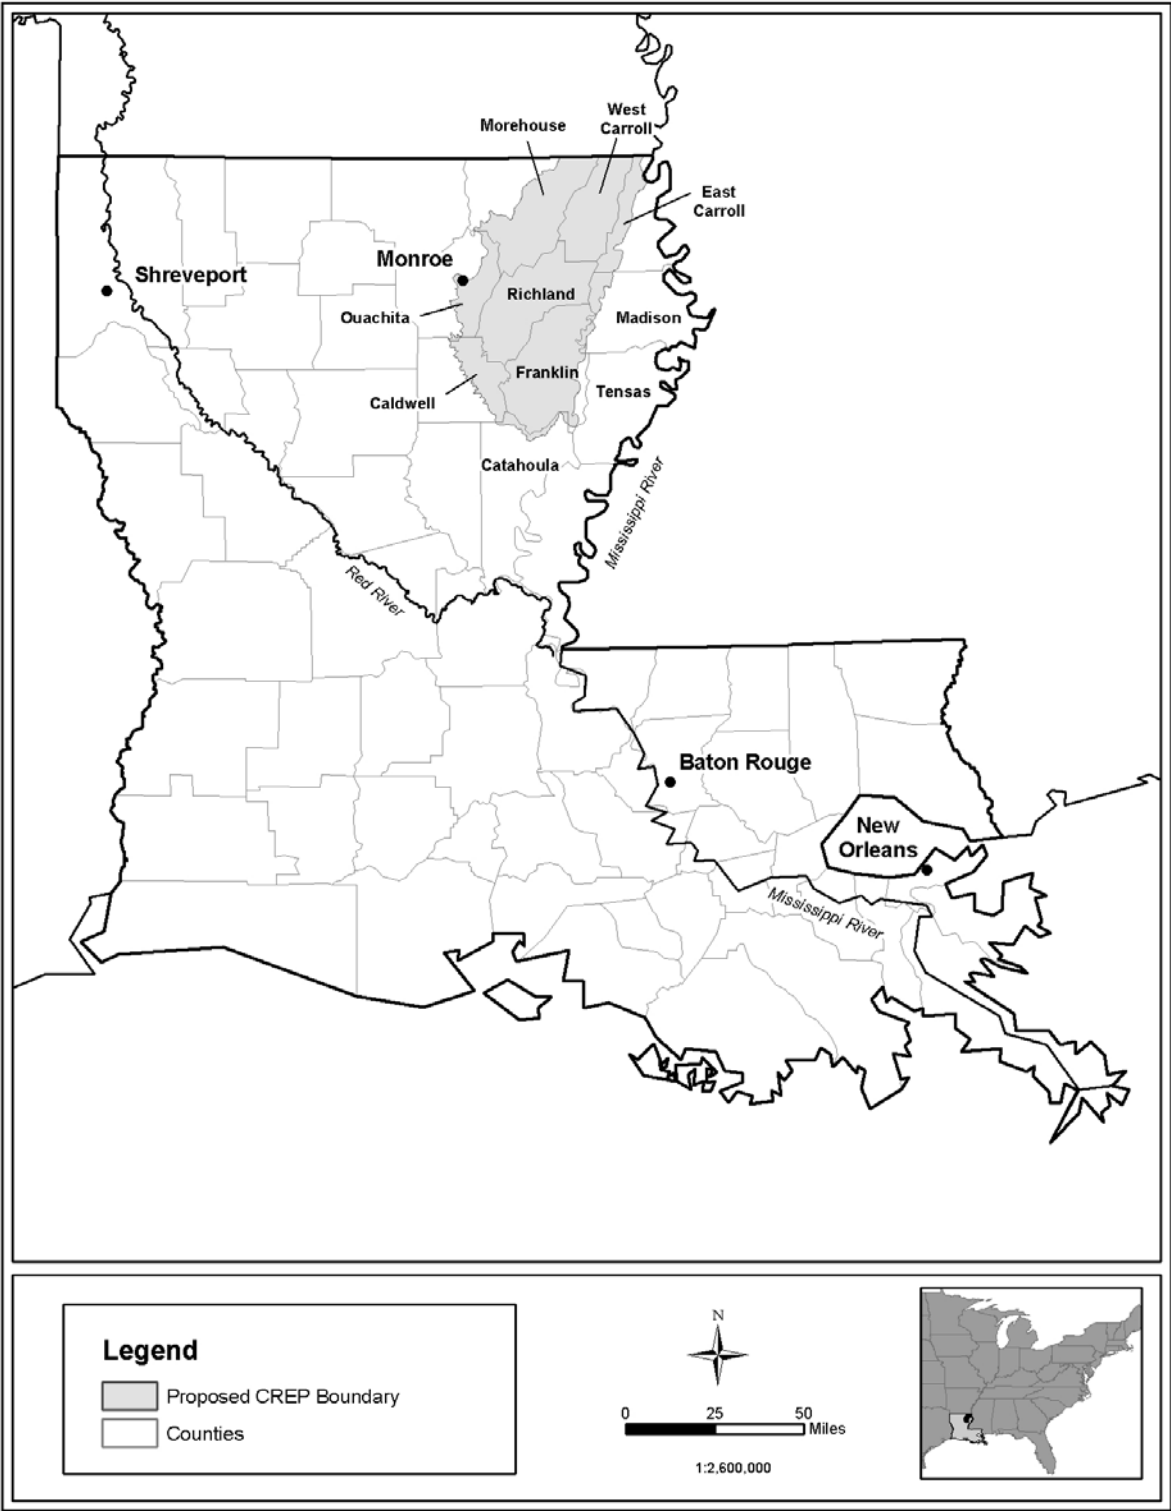 West
Carroll
Morehouse
East
Carroll
Monroe
Shreveport
Richland
Ouachita
Madison
Franklin
Tensas
Caldwell
Catahoula
Mississippi River
Red River
Baton Rouge
New
Orleans
Mississippi River
Legend
Proposed CREP Boundary
Counties
N
0 25 50
Miles
1:2,600,000